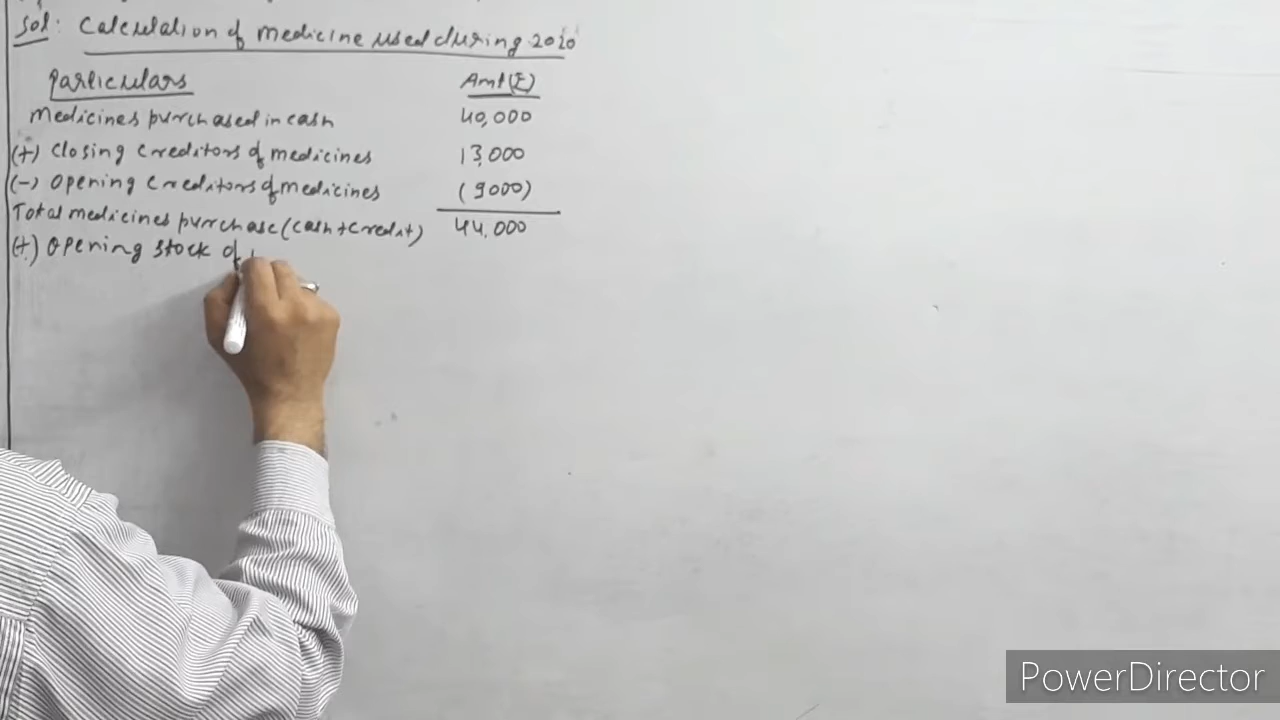 Sol: Calculation of medicine used during 2020
Particulars Amt(₹)
Medicines purchased in cash 40,000
(+) Closing creditors of medicines 13,000
(-) Opening creditors of medicines (9000)
Total medicines purchase (cash+credit) 44,000
(+) Opening stock of
PowerDirector